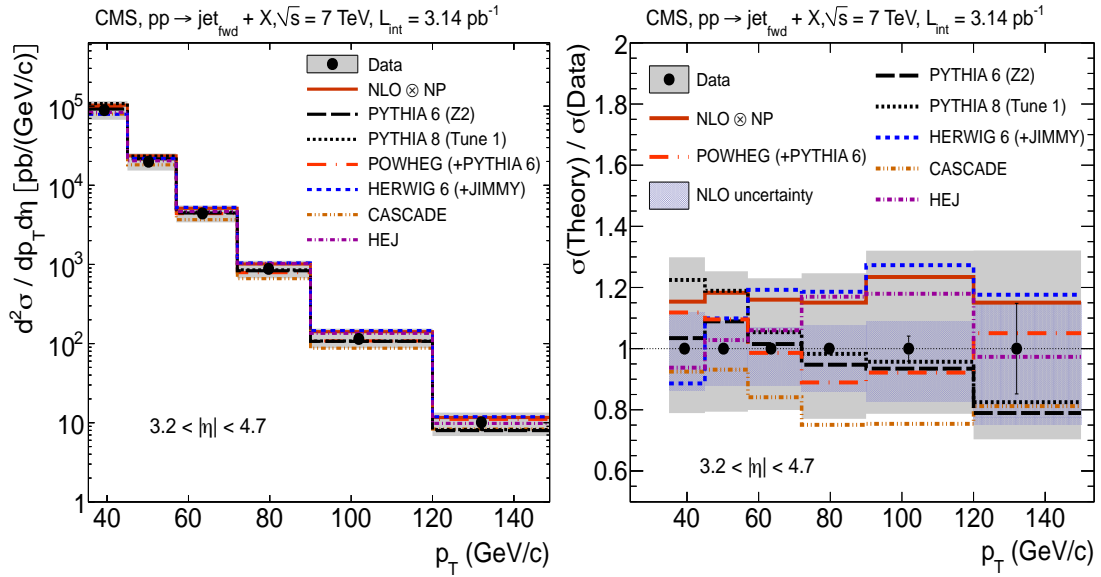 CMS, pp → jet_fwd + X, √s = 7 TeV, L_int = 3.14 pb⁻¹
d²σ / dp_T dη [pb/(GeV/c)]
10⁵
10⁴
10³
10²
10
1
Data
NLO ⊗ NP
PYTHIA 6 (Z2)
PYTHIA 8 (Tune 1)
POWHEG (+PYTHIA 6)
HERWIG 6 (+JIMMY)
CASCADE
HEJ
3.2 < |η| < 4.7
40 60 80 100 120 140
p_T (GeV/c)
CMS, pp → jet_fwd + X, √s = 7 TeV, L_int = 3.14 pb⁻¹
σ(Theory) / σ(Data)
2
1.8
1.6
1.4
1.2
1
0.8
0.6
Data
NLO ⊗ NP
POWHEG (+PYTHIA 6)
NLO uncertainty
PYTHIA 6 (Z2)
PYTHIA 8 (Tune 1)
HERWIG 6 (+JIMMY)
CASCADE
HEJ
3.2 < |η| < 4.7
40 60 80 100 120 140
p_T (GeV/c)